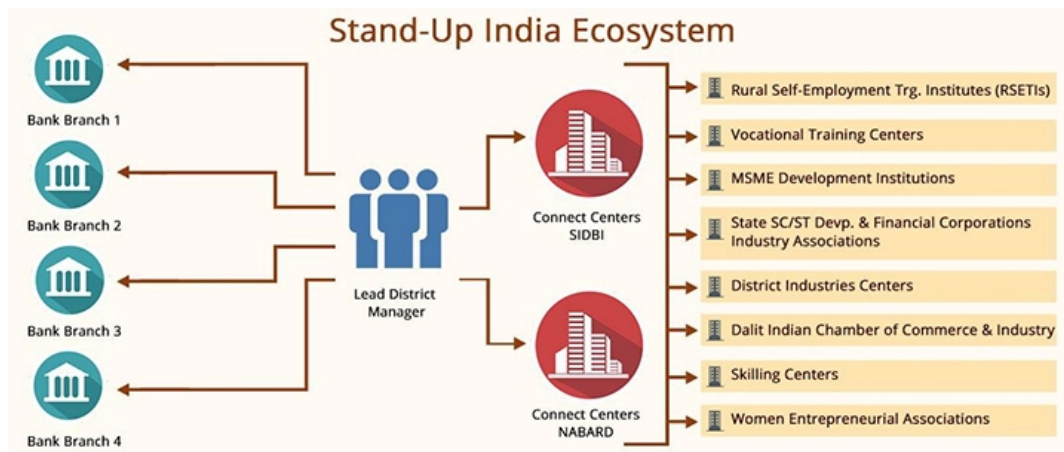 Stand-Up India Ecosystem
Bank Branch 1
Bank Branch 2
Bank Branch 3
Bank Branch 4
Lead District
Manager
Connect Centers
SIDBI
Connect Centers
NABARD
Rural Self-Employment Trg. Institutes (RSETIs)
Vocational Training Centers
MSME Development Institutions
State SC/ST Devp. & Financial Corporations
Industry Associations
District Industries Centers
Dalit Indian Chamber of Commerce & Industry
Skilling Centers
Women Entrepreneurial Associations